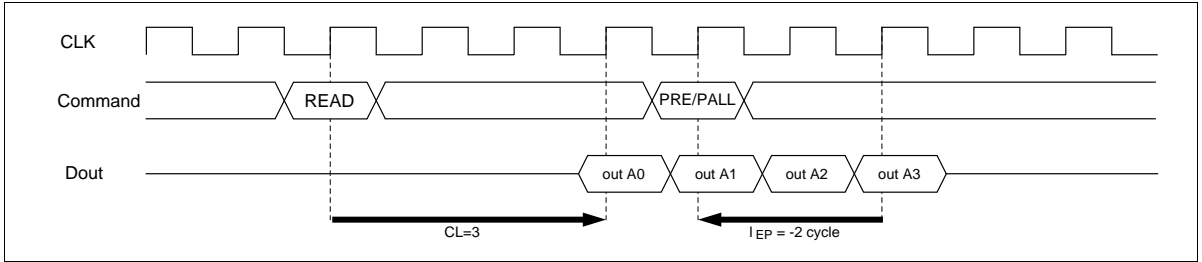 CLK
Command READ PRE/PALL
Dout out A0 out A1 out A2 out A3
CL=3 l EP = -2 cycle